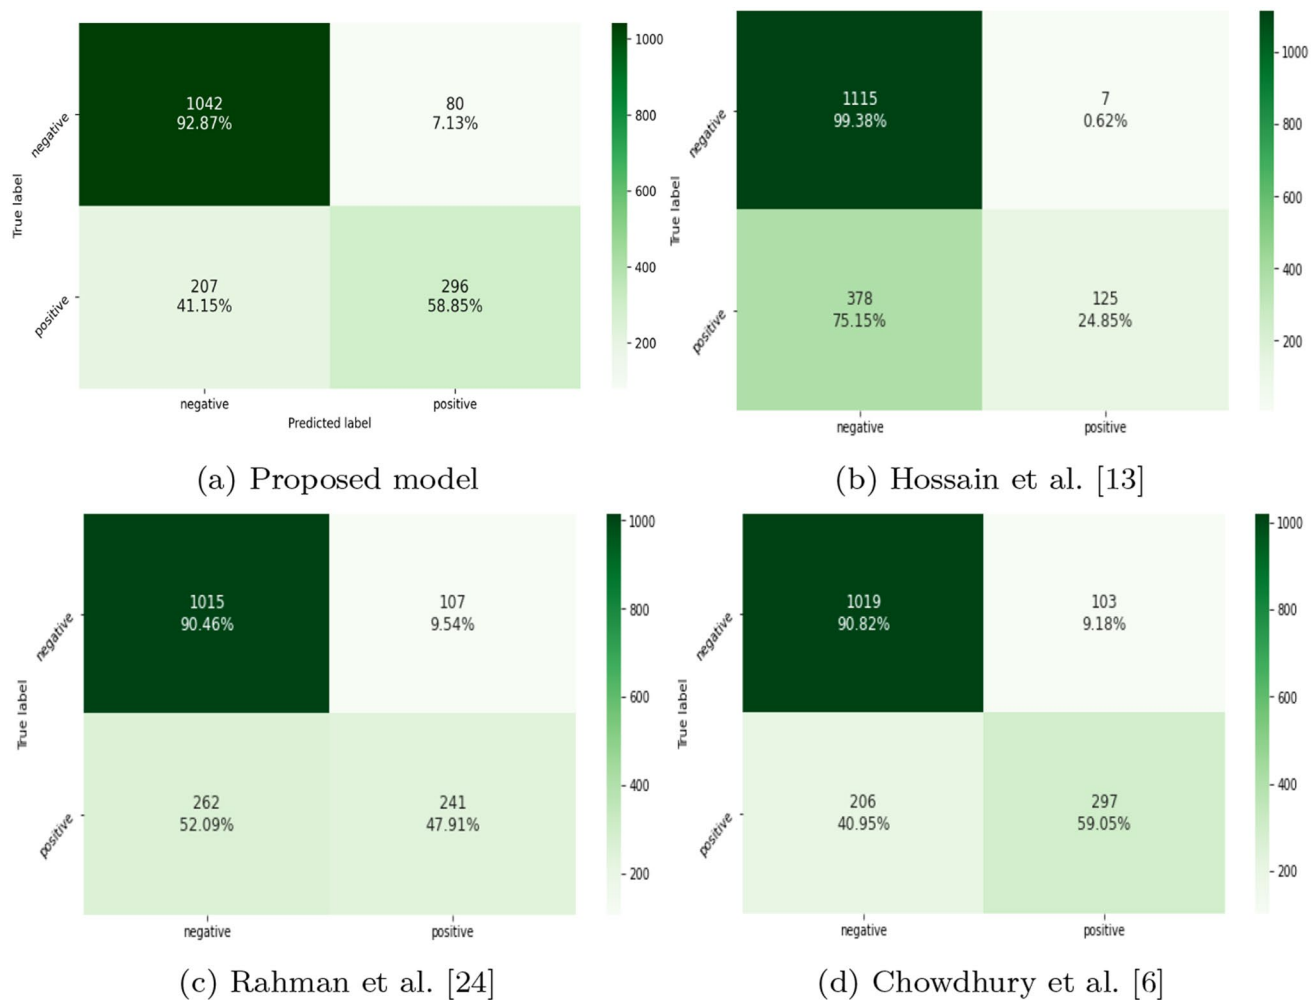 1042
92.87%
80
7.13%
207
41.15%
296
58.85%
negative
positive
True label
negative
positive
Predicted label
1000
800
600
400
200
(a) Proposed model
1115
99.38%
7
0.62%
378
75.15%
125
24.85%
negative
positive
True label
negative
positive
1000
800
600
400
200
(b) Hossain et al. [13]
1015
90.46%
107
9.54%
262
52.09%
241
47.91%
negative
positive
True label
negative
positive
1000
800
600
400
200
(c) Rahman et al. [24]
1019
90.82%
103
9.18%
206
40.95%
297
59.05%
negative
positive
True label
negative
positive
1000
800
600
400
200
(d) Chowdhury et al. [6]